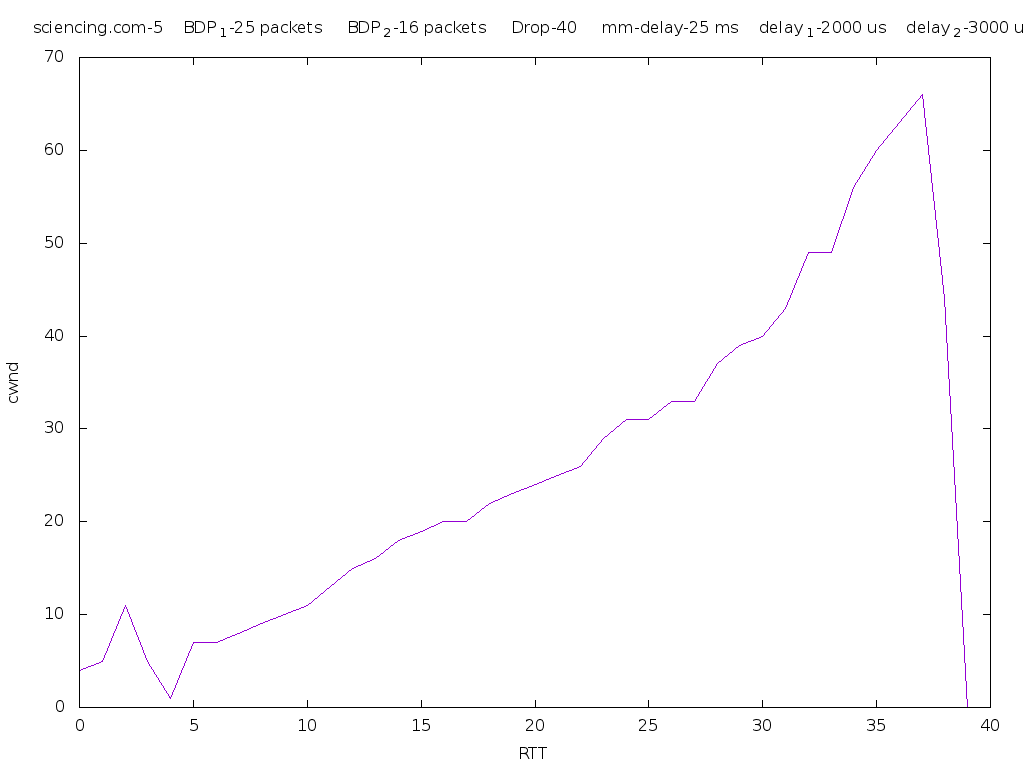 sciencing.com-5 BDP1-25 packets BDP2-16 packets Drop-40 mm-delay-25 ms delay1-2000 us delay2-3000 u
70
60
50
40
30
20
10
0
cwnd
0 5 10 15 20 25 30 35 40
RTT